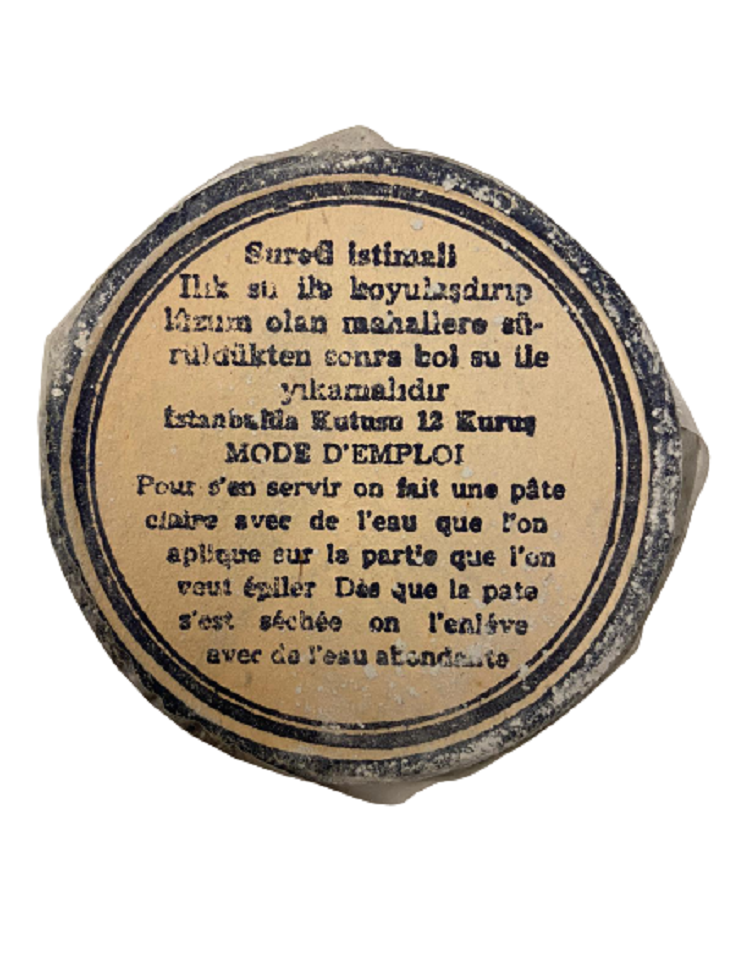 Sureti istimali
Ilık su ile koyulaşdırıp
lüzum olan mahallere sü-
rüldükten sonra bol su ile
yıkamalıdır
İstanbulda Kutusu 12 Kuruş
MODE D'EMPLOI
Pour s'en servir on fait une pâte
claire avec de l'eau que l'on
aplique sur la partie que l'on
veut épiler Dès que la pate
s'est séchée on l'enléve
avec de l'eau abondante